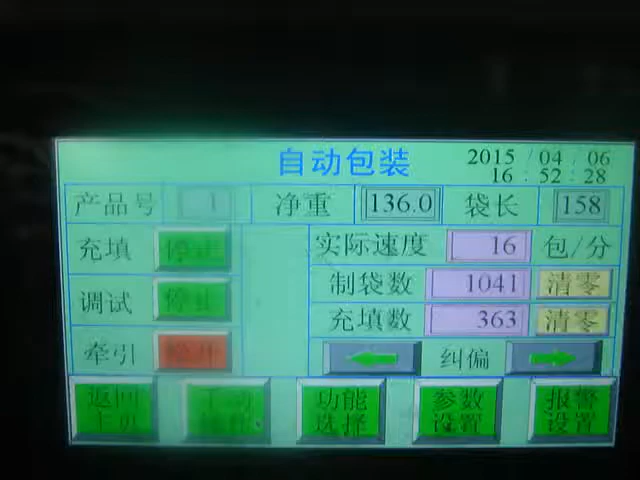 自动包装
2015 / 04 / 06
16 : 52 : 28
产品号 1 净重 136.0 袋长 158
充填 停止 实际速度 16 包/分
调试 停止 制袋数 1041 清零
充填数 363 清零
牵引 纠偏
返回
主页
功能
选择
参数
设置
报警
设置